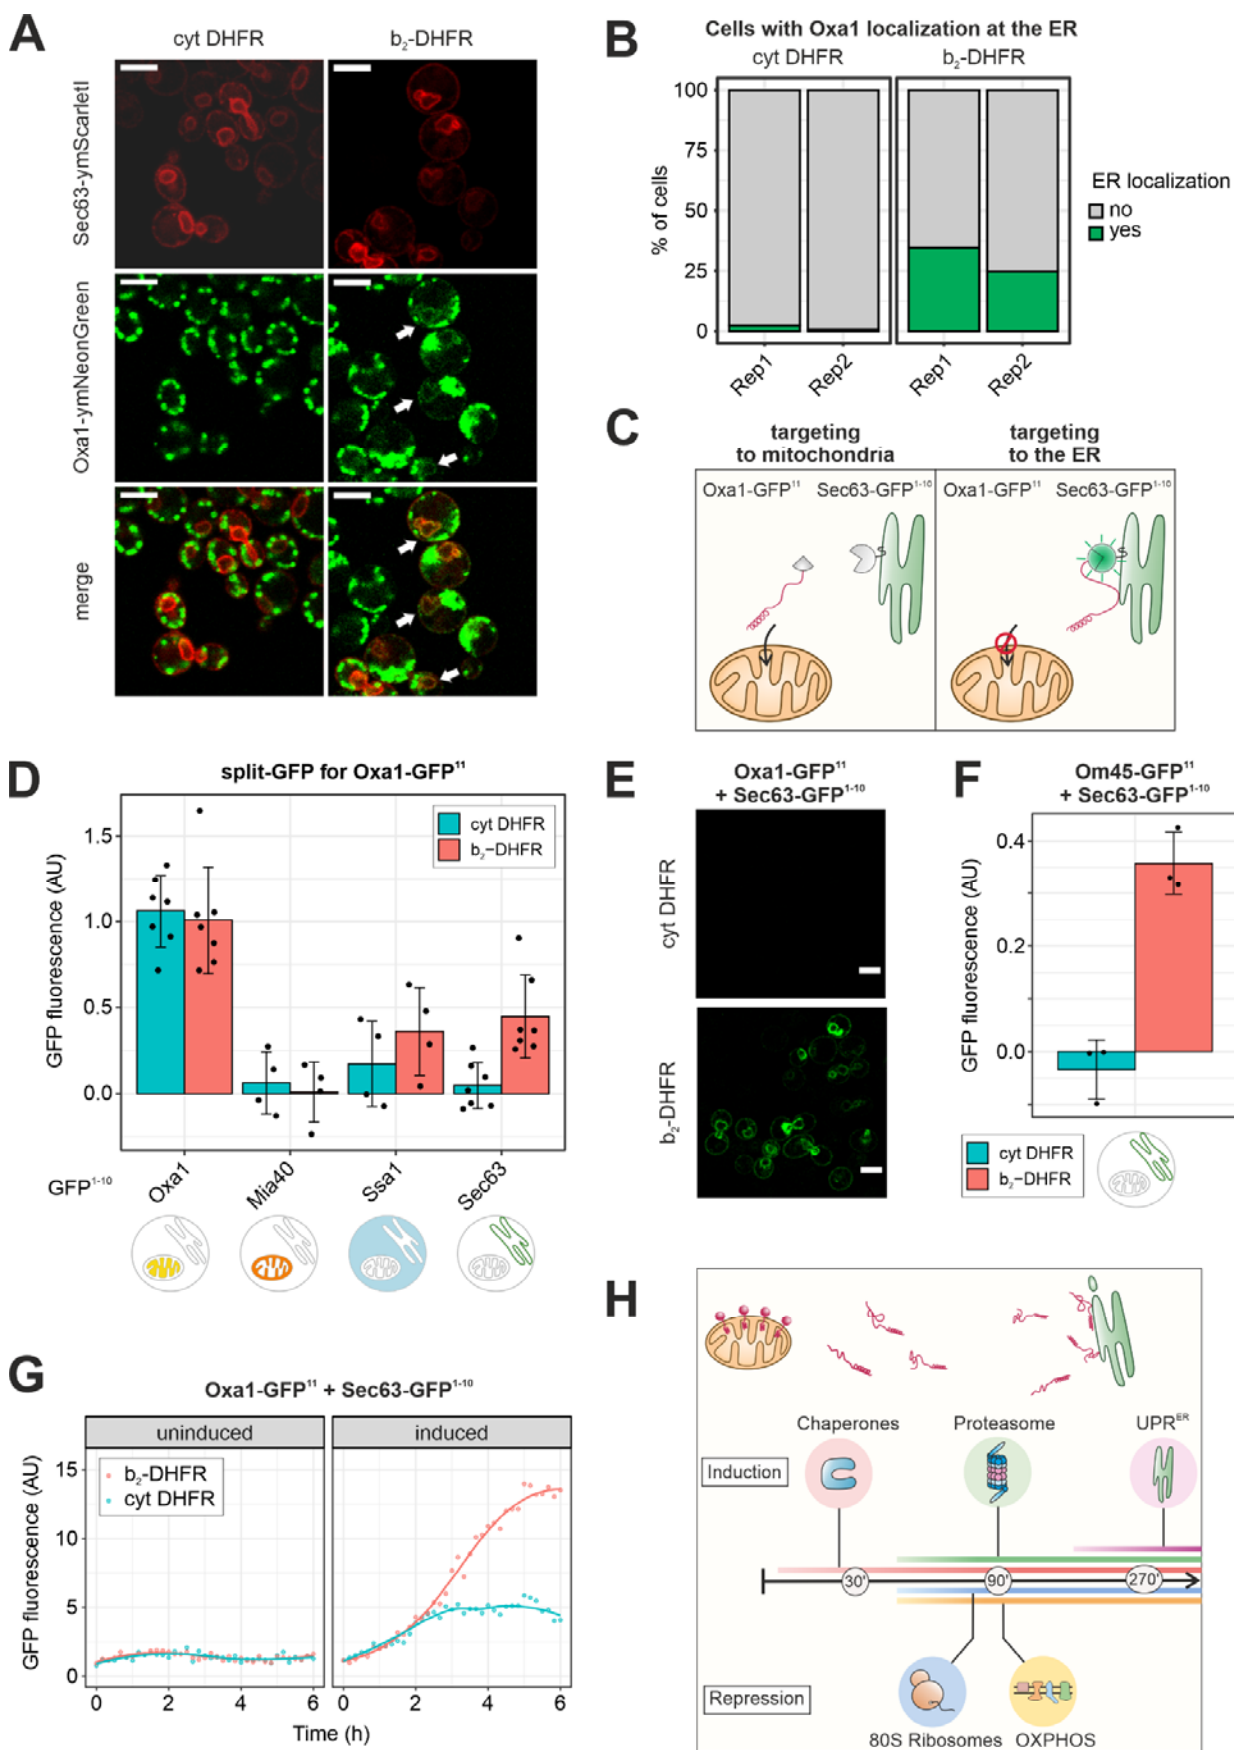 A
cyt DHFR
b₂-DHFR
Sec63-ymScarletI
Oxa1-ymNeonGreen
merge
B
Cells with Oxa1 localization at the ER
cyt DHFR
b₂-DHFR
% of cells
100
75
50
25
0
Rep1
Rep2
Rep1
Rep2
ER localization
no
yes
C
targeting
to mitochondria
targeting
to the ER
Oxa1-GFP¹¹
Sec63-GFP¹⁻¹⁰
Oxa1-GFP¹¹
Sec63-GFP¹⁻¹⁰
D
split-GFP for Oxa1-GFP¹¹
GFP fluorescence (AU)
1.5
1.0
0.5
0.0
cyt DHFR
b₂−DHFR
GFP¹⁻¹⁰
Oxa1
Mia40
Ssa1
Sec63
E
Oxa1-GFP¹¹
+ Sec63-GFP¹⁻¹⁰
cyt DHFR
b₂-DHFR
F
Om45-GFP¹¹
+ Sec63-GFP¹⁻¹⁰
GFP fluorescence (AU)
0.4
0.2
0.0
cyt DHFR
b₂−DHFR
G
Oxa1-GFP¹¹ + Sec63-GFP¹⁻¹⁰
uninduced
induced
GFP fluorescence (AU)
15
10
5
0
b₂-DHFR
cyt DHFR
0
2
4
6
0
2
4
6
Time (h)
H
Chaperones
Proteasome
UPRᴱᴿ
Induction
30'
90'
270'
Repression
80S Ribosomes
OXPHOS